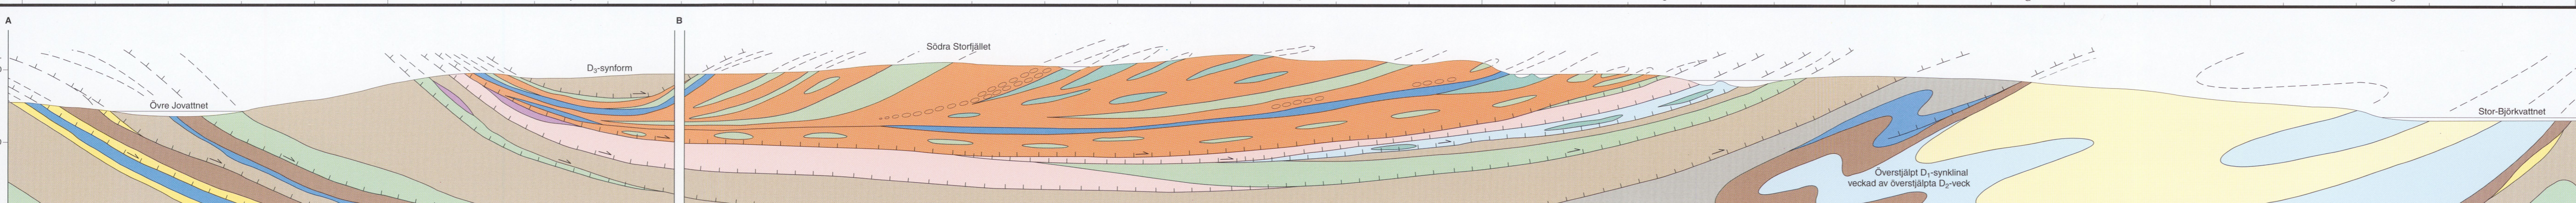 A
B
Södra Storfjället
D₃-synform
Övre Jovattnet
Stor-Björkvattnet
Överstjälpt D₁-synklinal
veckad av överstjälpta D₂-veck